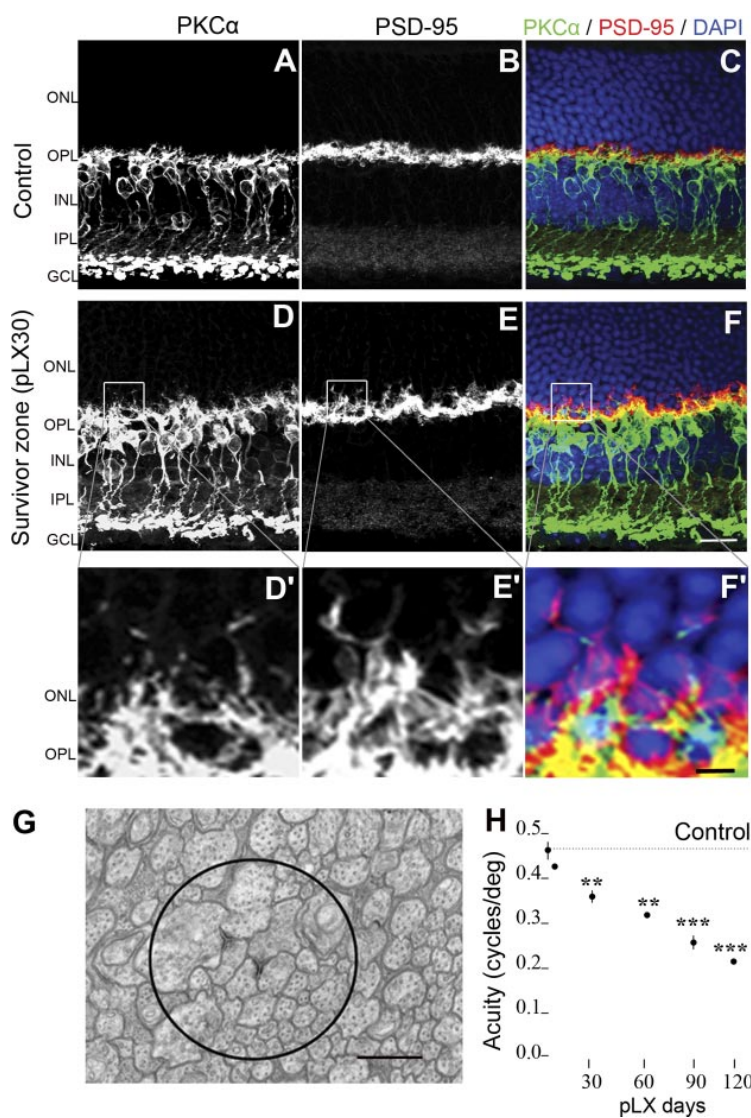 PKCα
PSD-95
PKCα / PSD-95 / DAPI
Control
ONL
OPL
INL
IPL
GCL
A
B
C
Survivor zone (pLX30)
ONL
OPL
INL
IPL
GCL
D
E
F
ONL
OPL
D'
E'
F'
G
H
Acuity (cycles/deg)
0.5
0.4
0.3
0.2
0.1
0.0
Control
**
**
***
***
30
60
90
120
pLX days